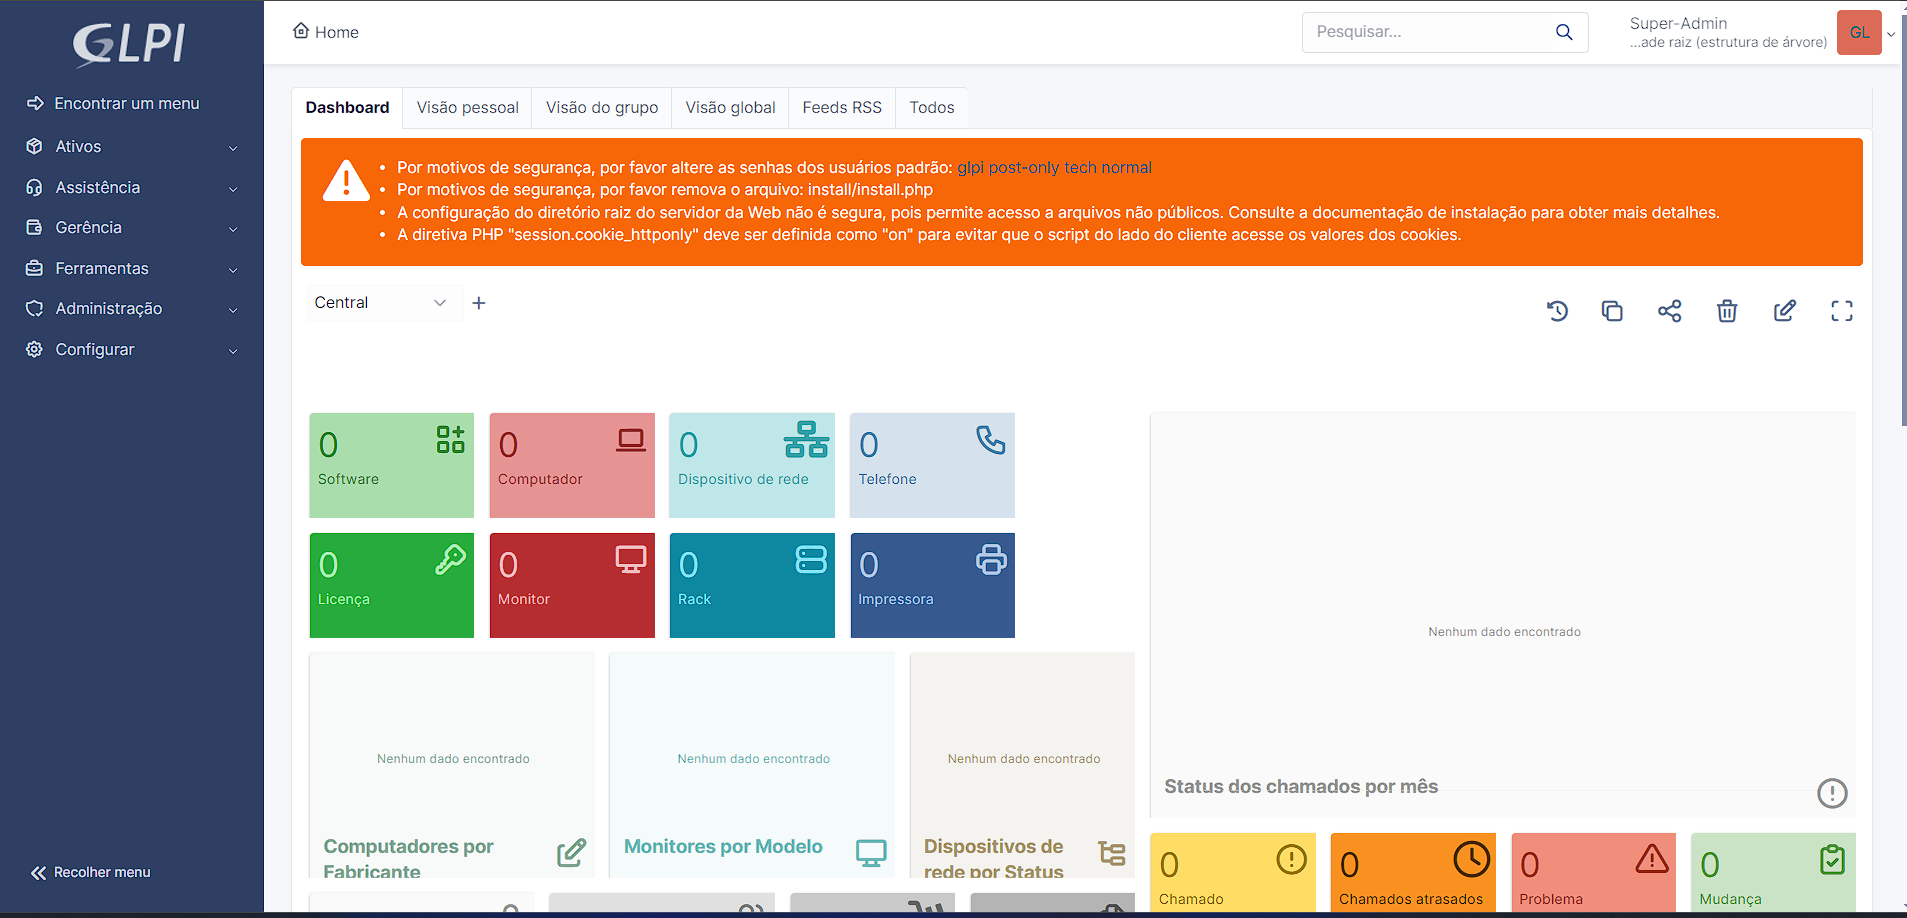 GLPI
Home
Pesquisar...
Super-Admin
...ade raiz (estrutura de árvore)
GL
Encontrar um menu
Ativos
Assistência
Gerência
Ferramentas
Administração
Configurar
Recolher menu
Dashboard
Visão pessoal
Visão do grupo
Visão global
Feeds RSS
Todos
Por motivos de segurança, por favor altere as senhas dos usuários padrão: glpi post-only tech normal
Por motivos de segurança, por favor remova o arquivo: install/install.php
A configuração do diretório raiz do servidor da Web não é segura, pois permite acesso a arquivos não públicos. Consulte a documentação de instalação para obter mais detalhes.
A diretiva PHP "session.cookie_httponly" deve ser definida como "on" para evitar que o script do lado do cliente acesse os valores dos cookies.
Central
0
Software
0
Computador
0
Dispositivo de rede
0
Telefone
0
Licença
0
Monitor
0
Rack
0
Impressora
Nenhum dado encontrado
Status dos chamados por mês
Nenhum dado encontrado
Computadores por
Fabricante
Nenhum dado encontrado
Monitores por Modelo
Nenhum dado encontrado
Dispositivos de
rede por Status
0
Chamado
0
Chamados atrasados
0
Problema
0
Mudança